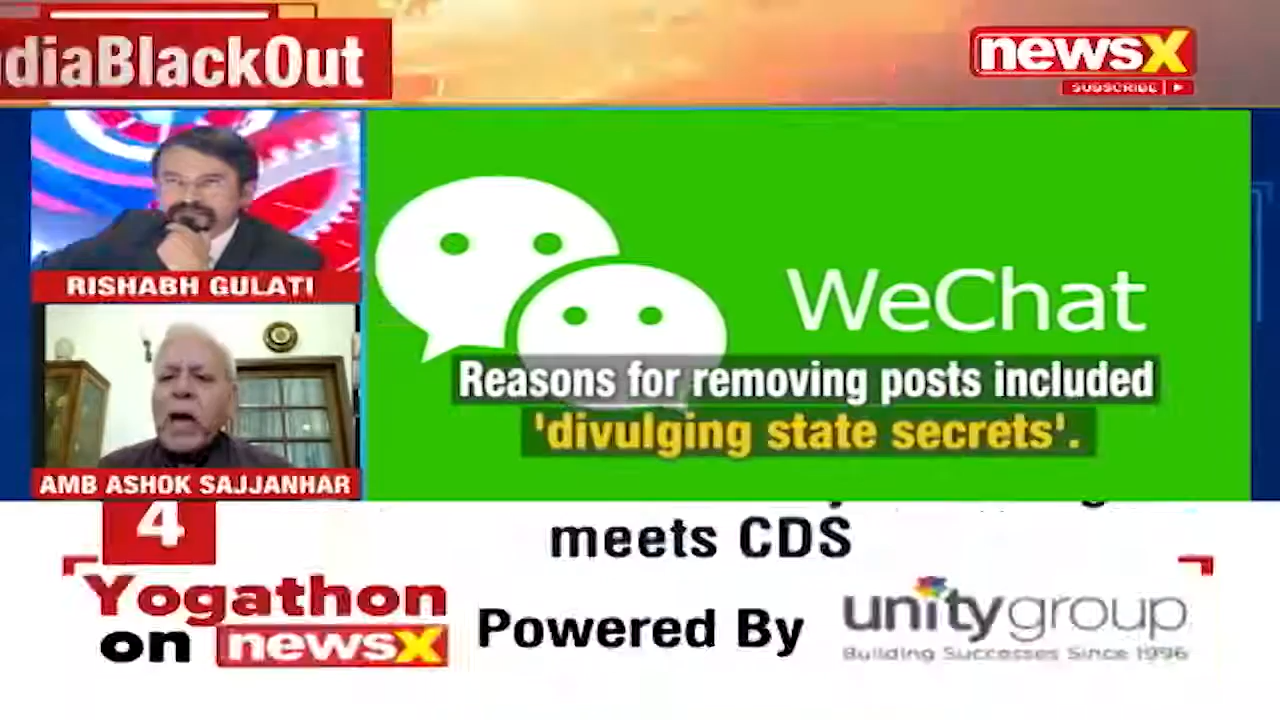 diaBlackOut
newsX
SUBSCRIBE
RISHABH GULATI
WeChat
Reasons for removing posts included
'divulging state secrets'.
AMB ASHOK SAJJANHAR
4
meets CDS
Yogathon
on newsX
Powered By
unitygroup
Building Successes Since 1996